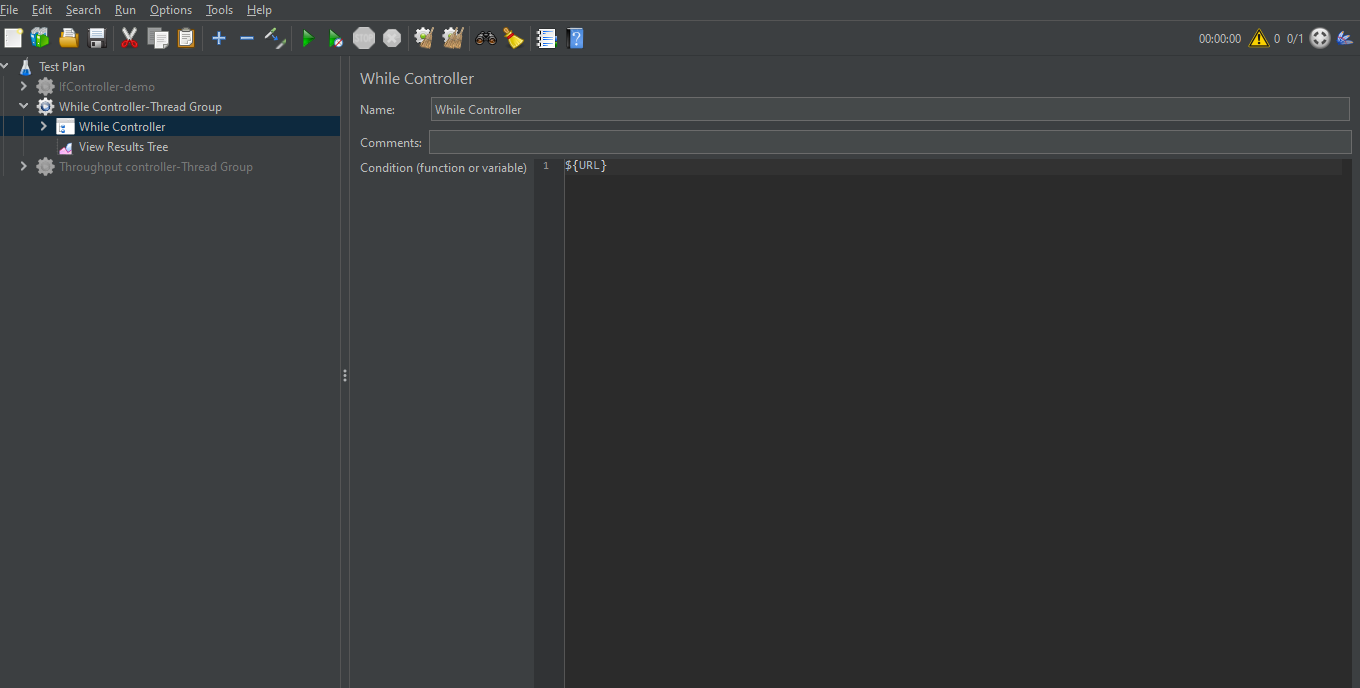 File Edit Search Run Options Tools Help
00:00:00 0 0/1
Test Plan
IfController-demo
While Controller-Thread Group
While Controller
View Results Tree
Throughput controller-Thread Group
While Controller
Name: While Controller
Comments:
Condition (function or variable) 1 ${URL}